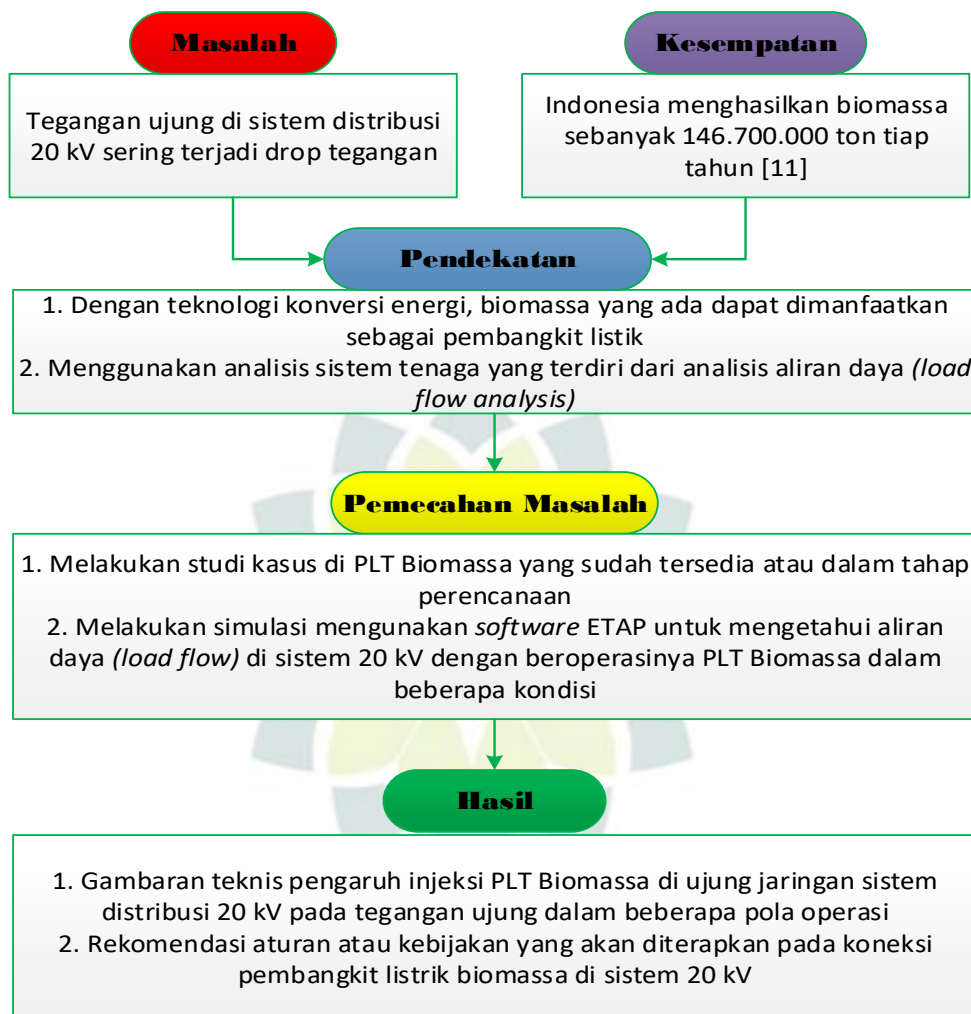 Masalah
Kesempatan
Tegangan ujung di sistem distribusi
20 kV sering terjadi drop tegangan
Indonesia menghasilkan biomassa
sebanyak 146.700.000 ton tiap
tahun [11]
Pendekatan
1. Dengan teknologi konversi energi, biomassa yang ada dapat dimanfaatkan
sebagai pembangkit listik
2. Menggunakan analisis sistem tenaga yang terdiri dari analisis aliran daya (load
flow analysis)
Pemecahan Masalah
1. Melakukan studi kasus di PLT Biomassa yang sudah tersedia atau dalam tahap
perencanaan
2. Melakukan simulasi mengunakan software ETAP untuk mengetahui aliran
daya (load flow) di sistem 20 kV dengan beroperasinya PLT Biomassa dalam
beberapa kondisi
Hasil
1. Gambaran teknis pengaruh injeksi PLT Biomassa di ujung jaringan sistem
distribusi 20 kV pada tegangan ujung dalam beberapa pola operasi
2. Rekomendasi aturan atau kebijakan yang akan diterapkan pada koneksi
pembangkit listrik biomassa di sistem 20 kV